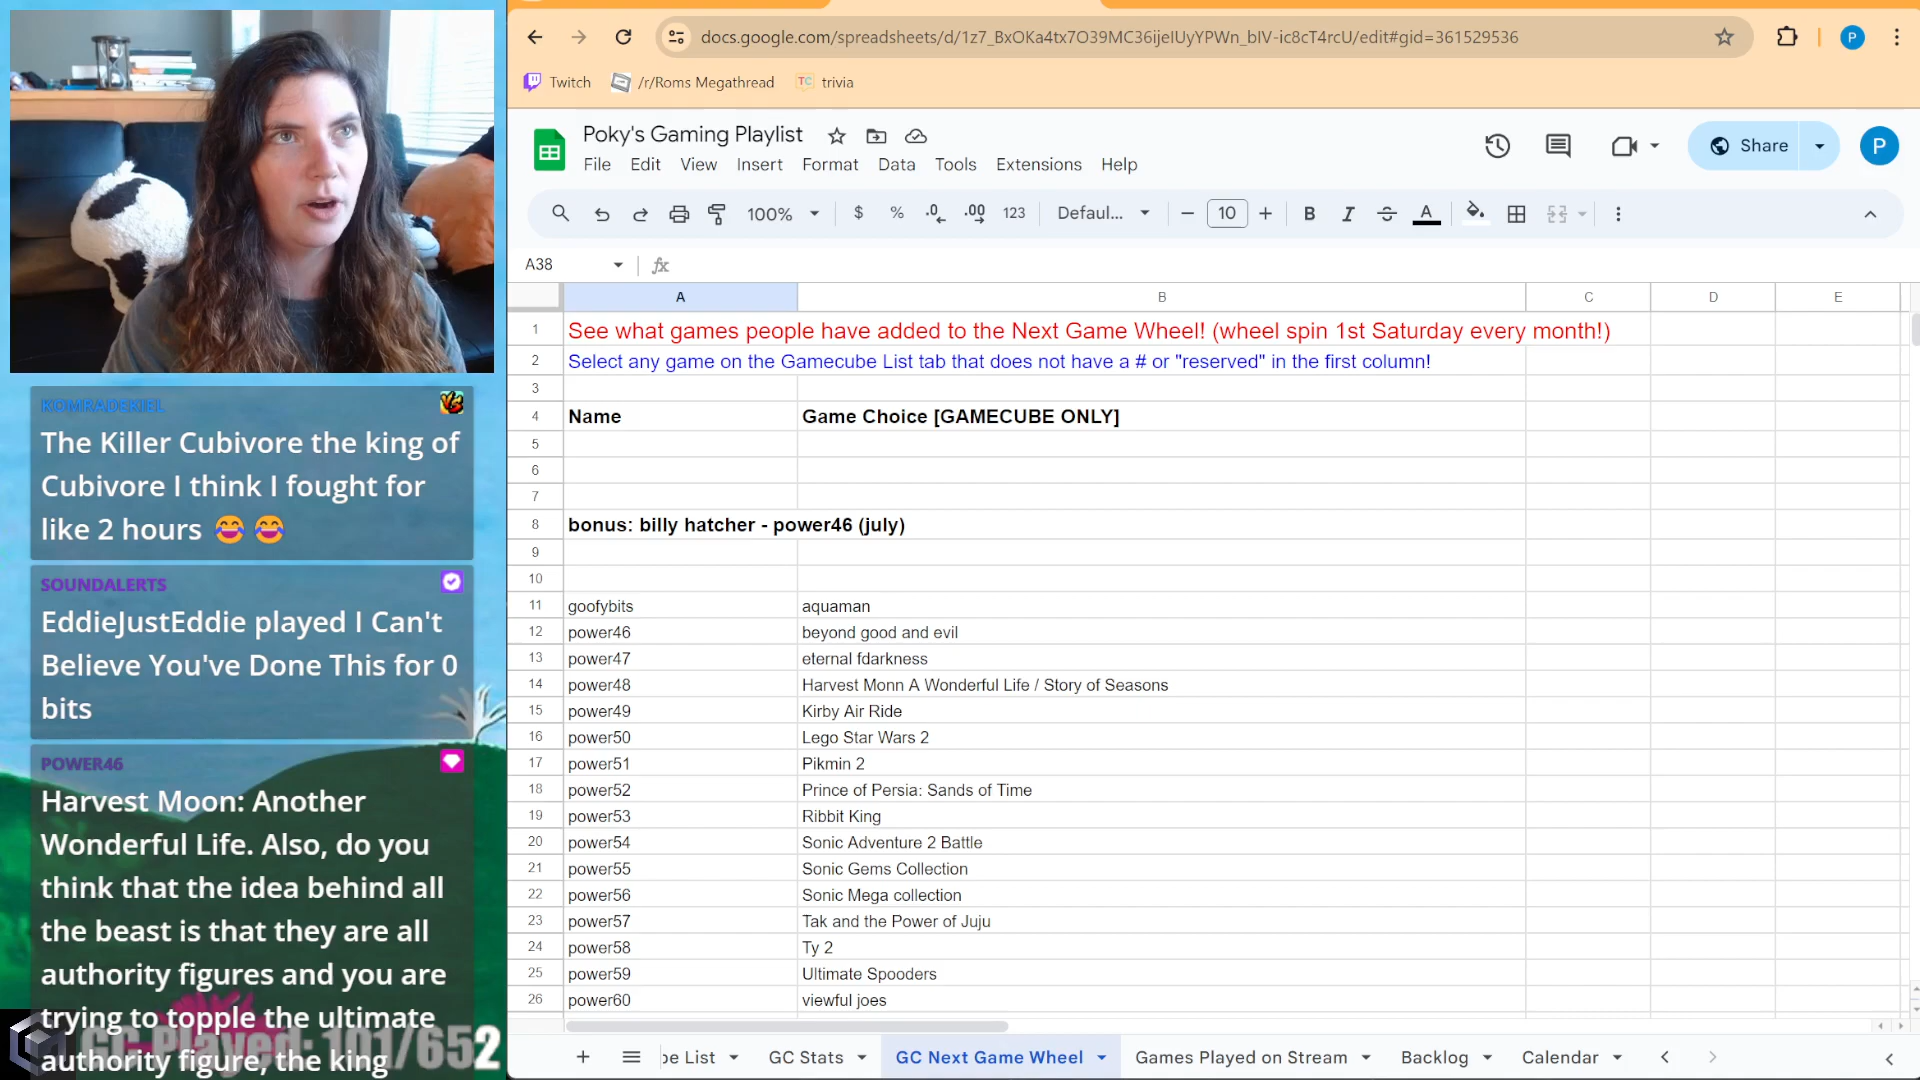 docs.google.com/spreadsheets/d/1z7_BxOKa4tx7O39MC36ijeIUyYPWn_bIV-ic8cT4rcU/edit#gid=361529536
P
Twitch
/r/Roms Megathread
TC trivia
Poky's Gaming Playlist
File Edit View Insert Format Data Tools Extensions Help
Share
P
100% $ % .0 .00 123 Defaul... 10 B I A
A38 fx
A B C D E
1 See what games people have added to the Next Game Wheel! (wheel spin 1st Saturday every month!)
2 Select any game on the Gamecube List tab that does not have a # or "reserved" in the first column!
3
4 Name Game Choice [GAMECUBE ONLY]
5
6
7
8 bonus: billy hatcher - power46 (july)
9
10
11 goofybits aquaman
12 power46 beyond good and evil
13 power47 eternal fdarkness
14 power48 Harvest Monn A Wonderful Life / Story of Seasons
15 power49 Kirby Air Ride
16 power50 Lego Star Wars 2
17 power51 Pikmin 2
18 power52 Prince of Persia: Sands of Time
19 power53 Ribbit King
20 power54 Sonic Adventure 2 Battle
21 power55 Sonic Gems Collection
22 power56 Sonic Mega collection
23 power57 Tak and the Power of Juju
24 power58 Ty 2
25 power59 Ultimate Spooders
26 power60 viewful joes
be List GC Stats GC Next Game Wheel Games Played on Stream Backlog Calendar
KOMRADEKIEL
The Killer Cubivore the king of
Cubivore I think I fought for
like 2 hours 😂 😂
SOUNDALERTS
EddieJustEddie played I Can't
Believe You've Done This for 0
bits
POWER46
Harvest Moon: Another
Wonderful Life. Also, do you
think that the idea behind all
the beast is that they are all
authority figures and you are
trying to topple the ultimate
authority figure, the king
GC Played: 101/652